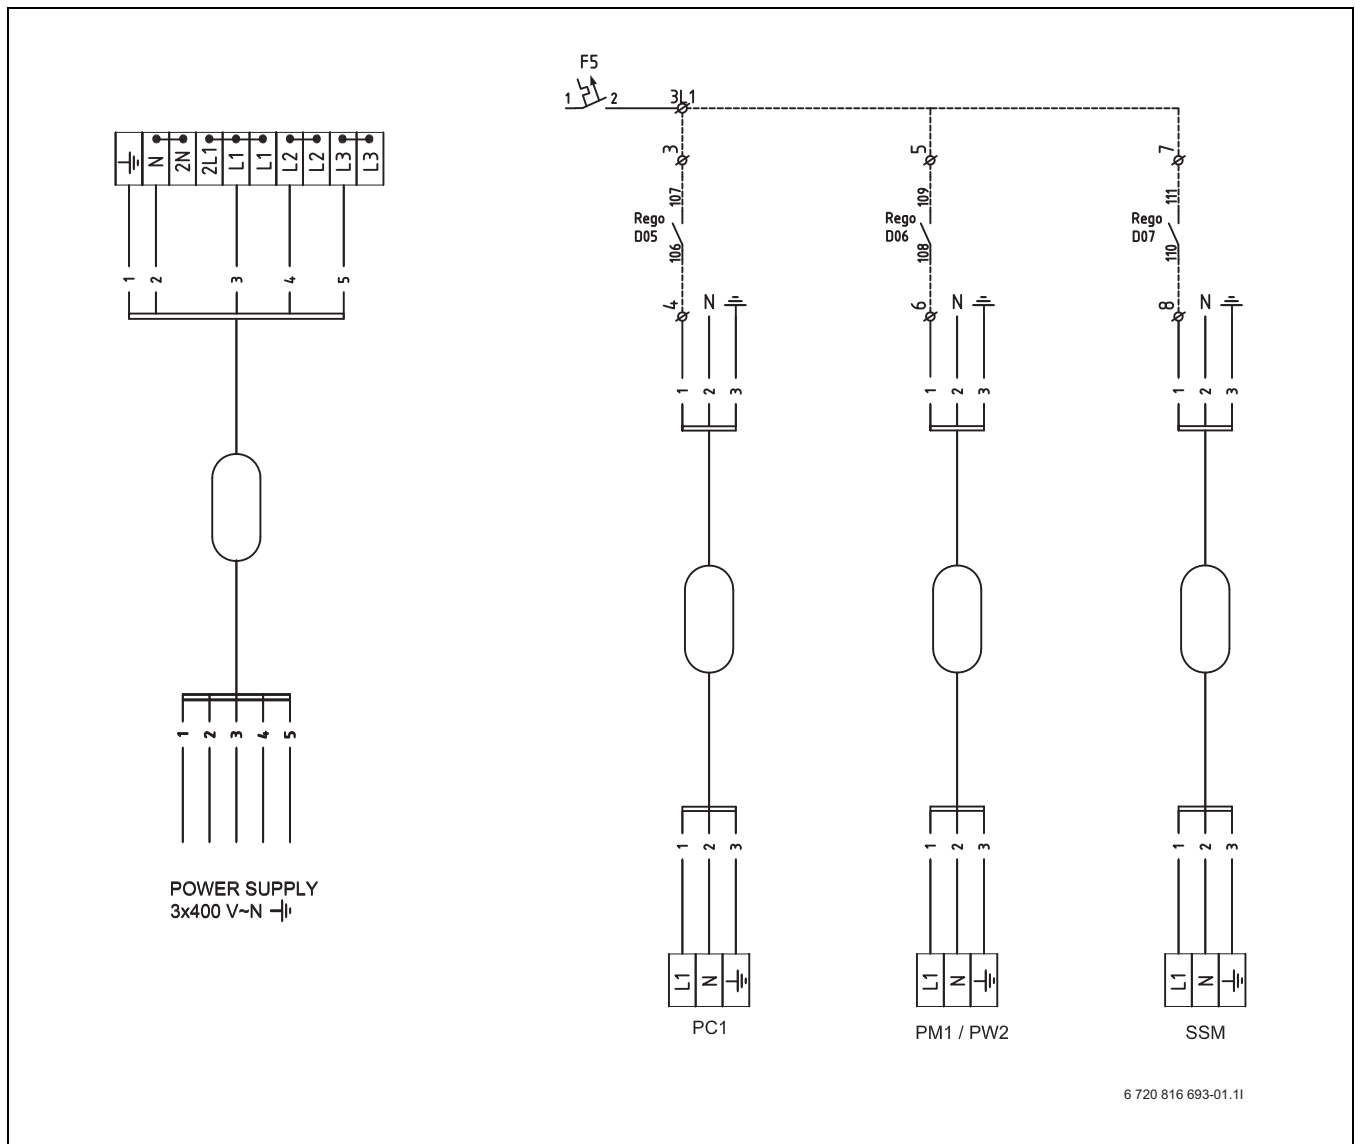 F5
1 2 3L1
N 2N 2L1 L1 L1 L2 L2 L3 L3
3 5 7
107 109 111
Rego D05 Rego D06 Rego D07
106 108 110
1 2 3 4 5
4 N 6 N 8 N
1 2 3 1 2 3 1 2 3
1 2 3 4 5
1 2 3 1 2 3 1 2 3
POWER SUPPLY
3x400 V~N
L1 N L1 N L1 N
PC1 PM1 / PW2 SSM
6 720 816 693-01.1I